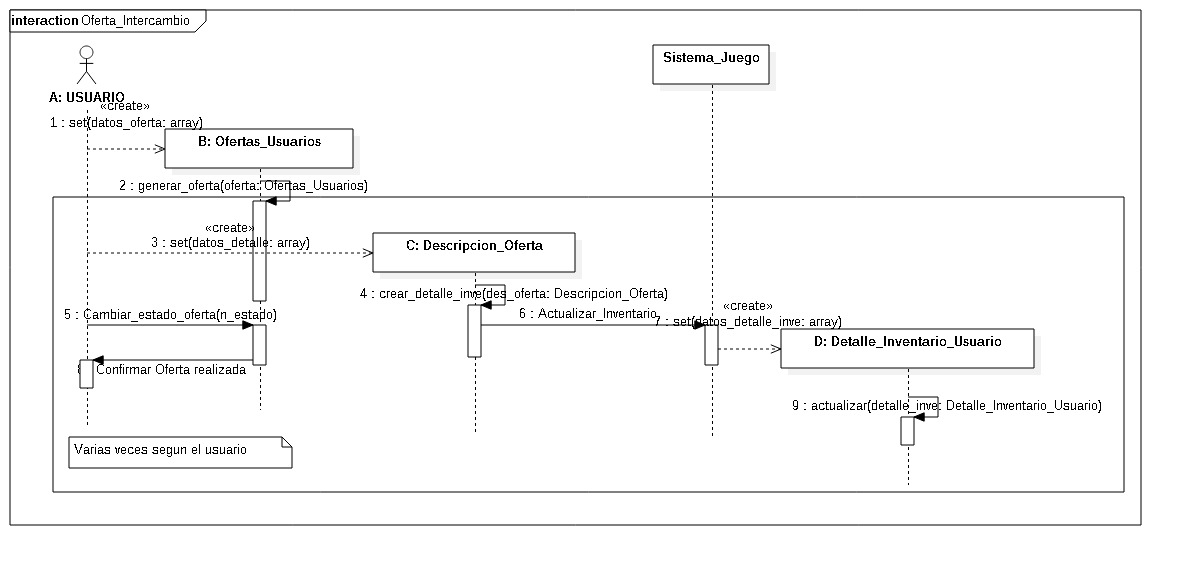 interaction Oferta_Intercambio
Sistema_Juego
A: USUARIO
«create»
1 : set(datos_oferta: array)
B: Ofertas_Usuarios
2 : generar_oferta(oferta: Ofertas_Usuarios)
«create»
3 : set(datos_detalle: array)
C: Descripcion_Oferta
4 : crear_detalle_inve(des_oferta: Descripcion_Oferta)
5 : Cambiar_estado_oferta(n_estado)
6 : Actualizar_Inventario
«create»
7 : set(datos_detalle_inve: array)
D: Detalle_Inventario_Usuario
Confirmar Oferta realizada
9 : actualizar(detalle_inve: Detalle_Inventario_Usuario)
Varias veces segun el usuario